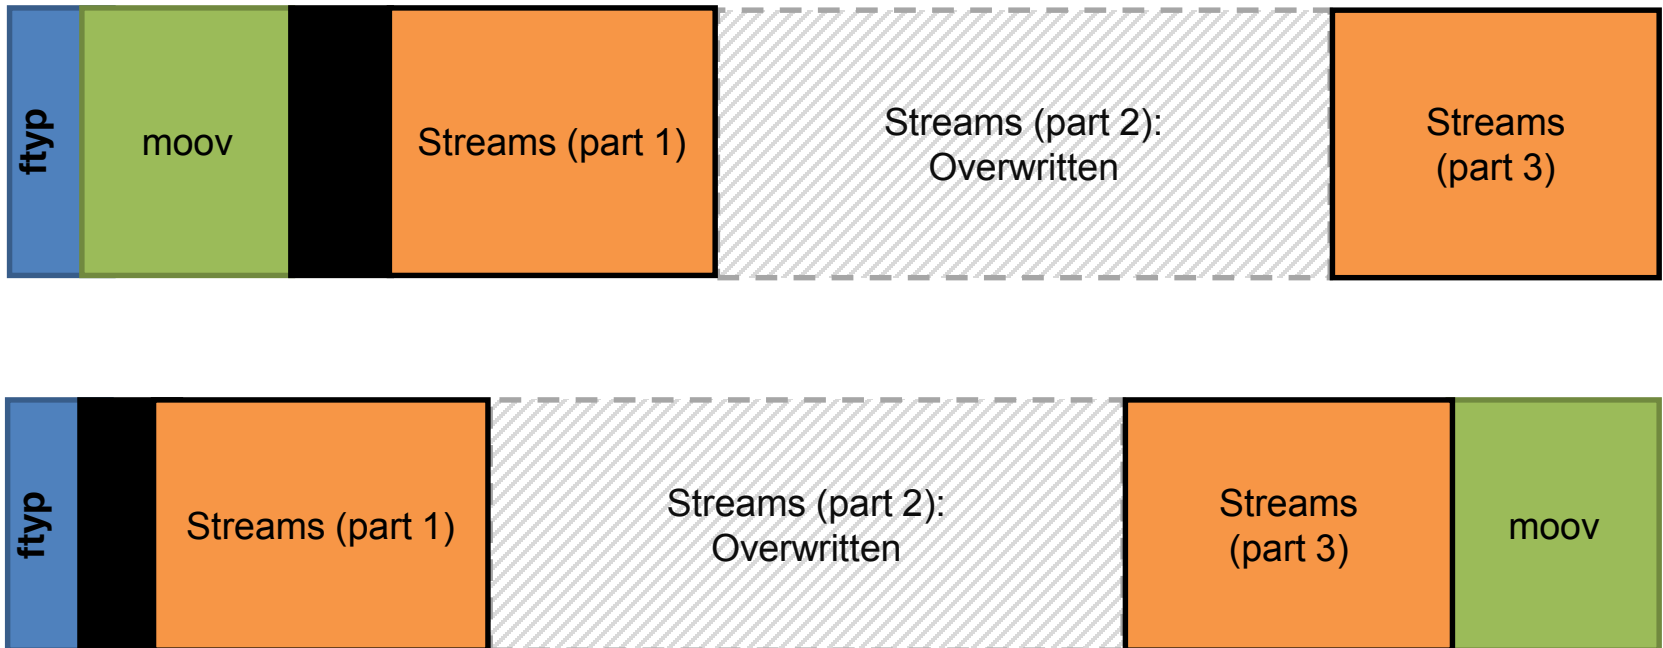 ftyp
moov
Streams (part 1)
Streams (part 2):
Overwritten
Streams
(part 3)
ftyp
Streams (part 1)
Streams (part 2):
Overwritten
Streams
(part 3)
moov